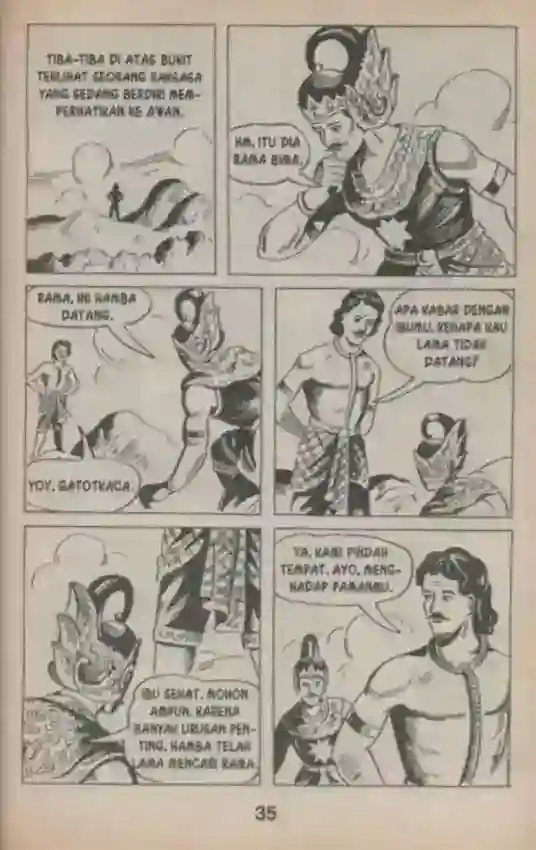 TIBA-TIBA DI ATAS BUKIT
TERLIHAT SEORANG RAKSASA
YANG SEDANG BERDIRI MEM-
PERHATIKAN KE AWAN.
HM, ITU DIA
RAMA BIMA.
RAMA, INI HAMBA
DATANG.
YOY, GATOTKACA.
APA KABAR DENGAN
IBUMU, KENAPA KAU
LAMA TIDAK
DATANG?
IBU SEHAT. MOHON
AMPUN, KARENA
BANYAK URUSAN PEN-
TING. HAMBA TELAH
LAMA MENCARI RAMA.
YA, KAMI PINDAH
TEMPAT. AYO, MENG-
HADAP PAMANMU.
35